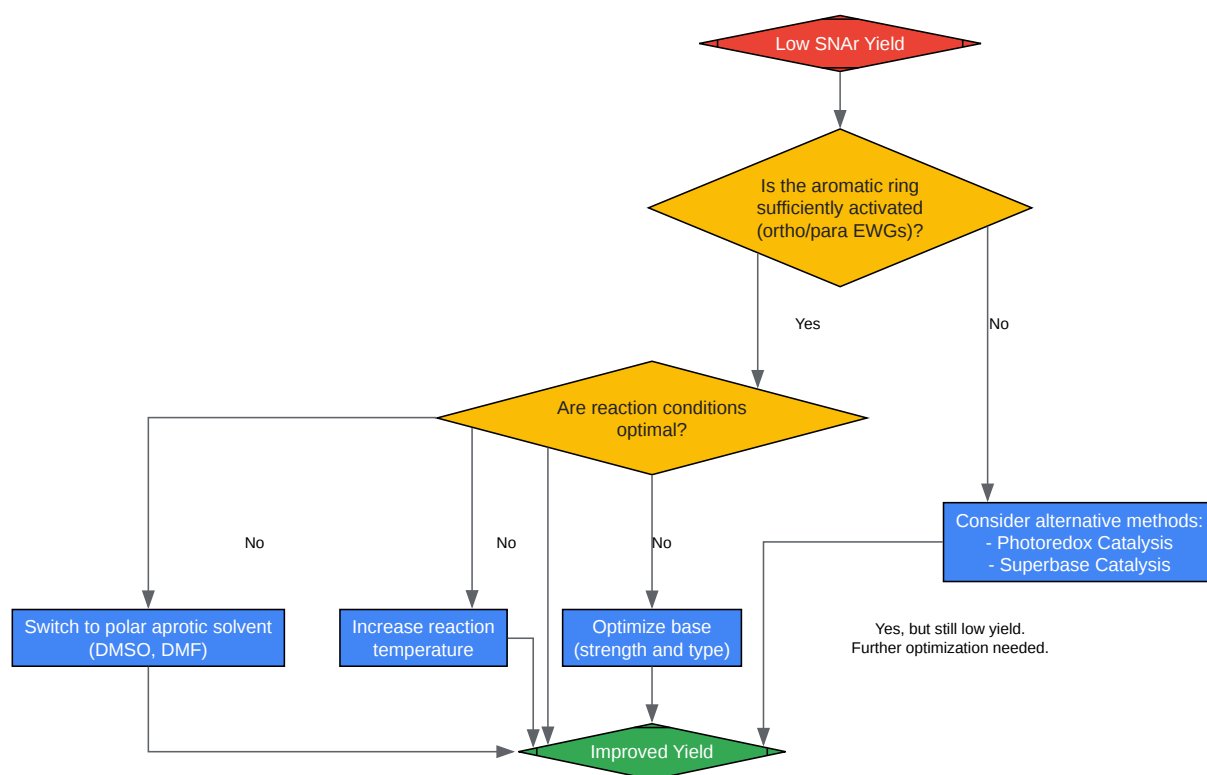 Low SNAr Yield
Is the aromatic ring
sufficiently activated
(ortho/para EWGs)?
Yes
No
Are reaction conditions
optimal?
No
No
No
Consider alternative methods:
- Photoredox Catalysis
- Superbase Catalysis
Switch to polar aprotic solvent
(DMSO, DMF)
Increase reaction
temperature
Optimize base
(strength and type)
Yes, but still low yield.
Further optimization needed.
Improved Yield